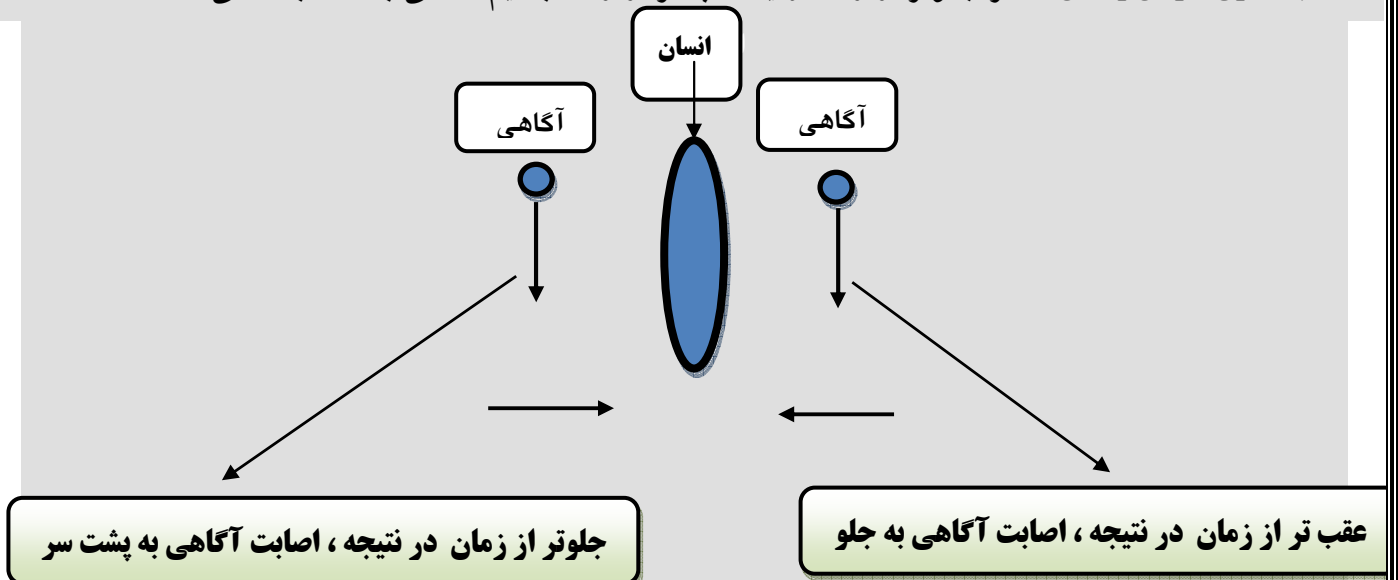 انسان
آگاهی
آگاهی
عقب تر از زمان در نتیجه ، اصابت آگاهی به جلو
جلوتر از زمان در نتیجه ، اصابت آگاهی به پشت سر